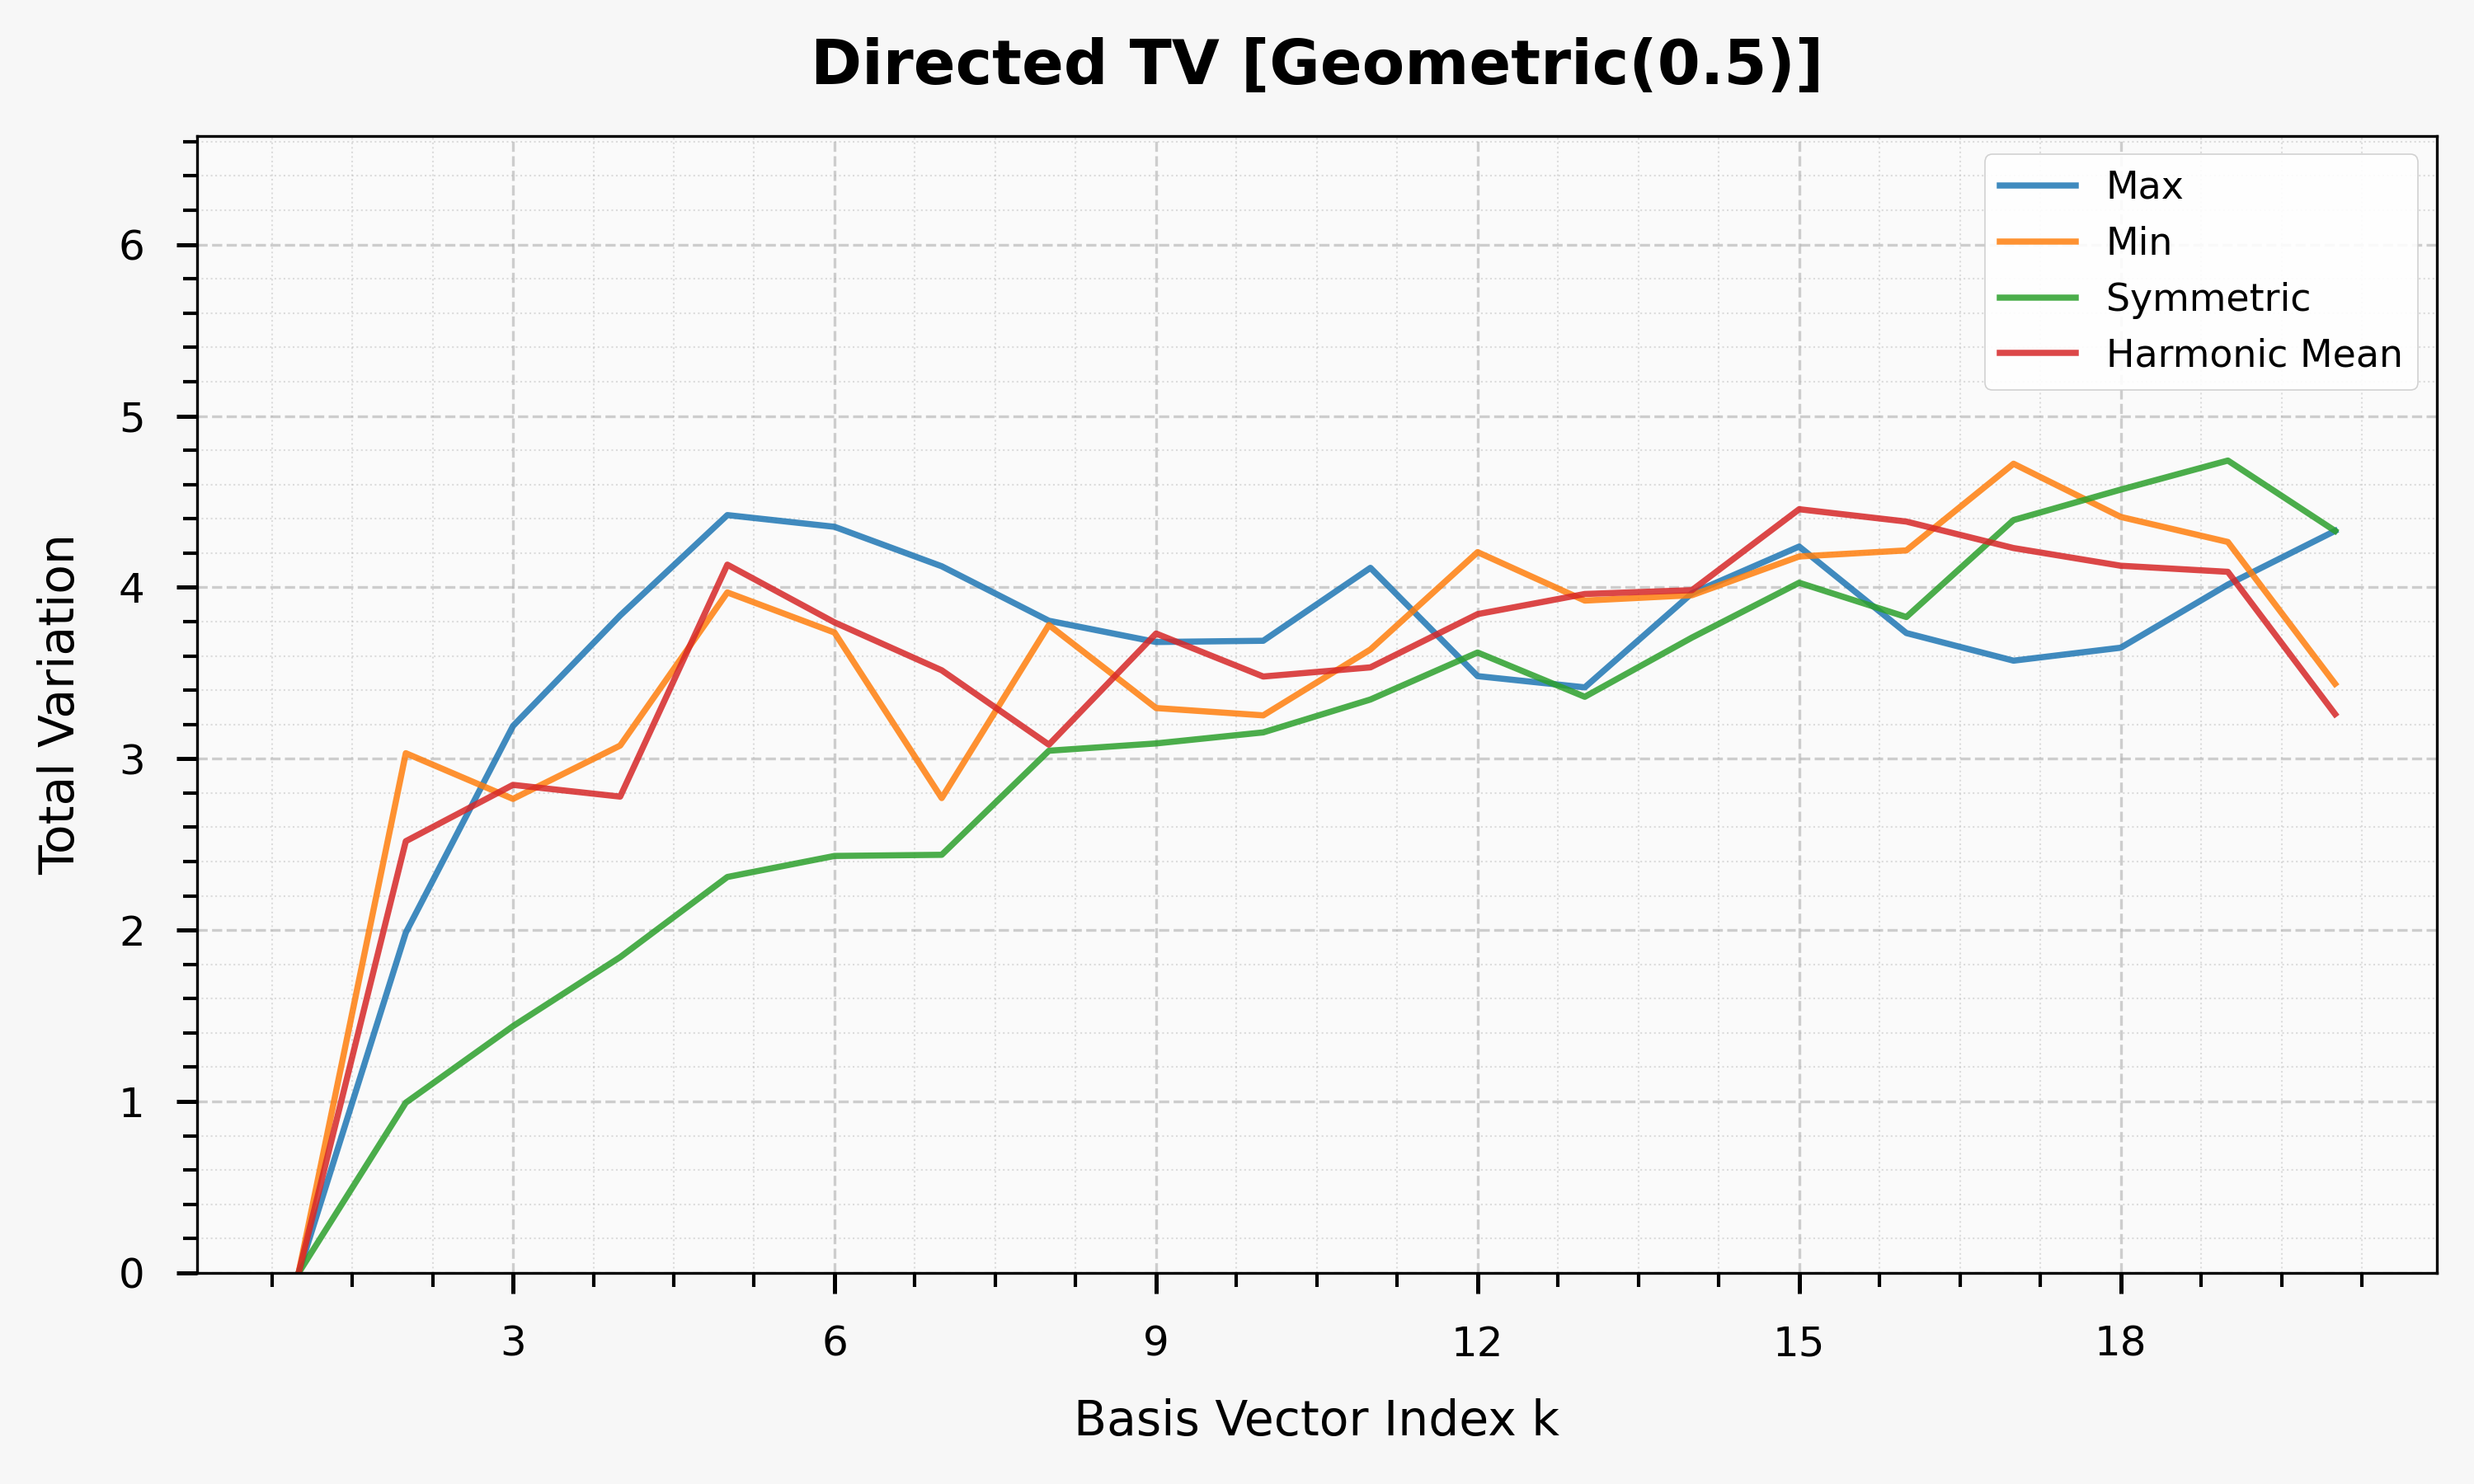 Directed TV [Geometric(0.5)]
Max
Min
Symmetric
Harmonic Mean
Total Variation
6
5
4
3
2
1
0
3 6 9 12 15 18
Basis Vector Index k